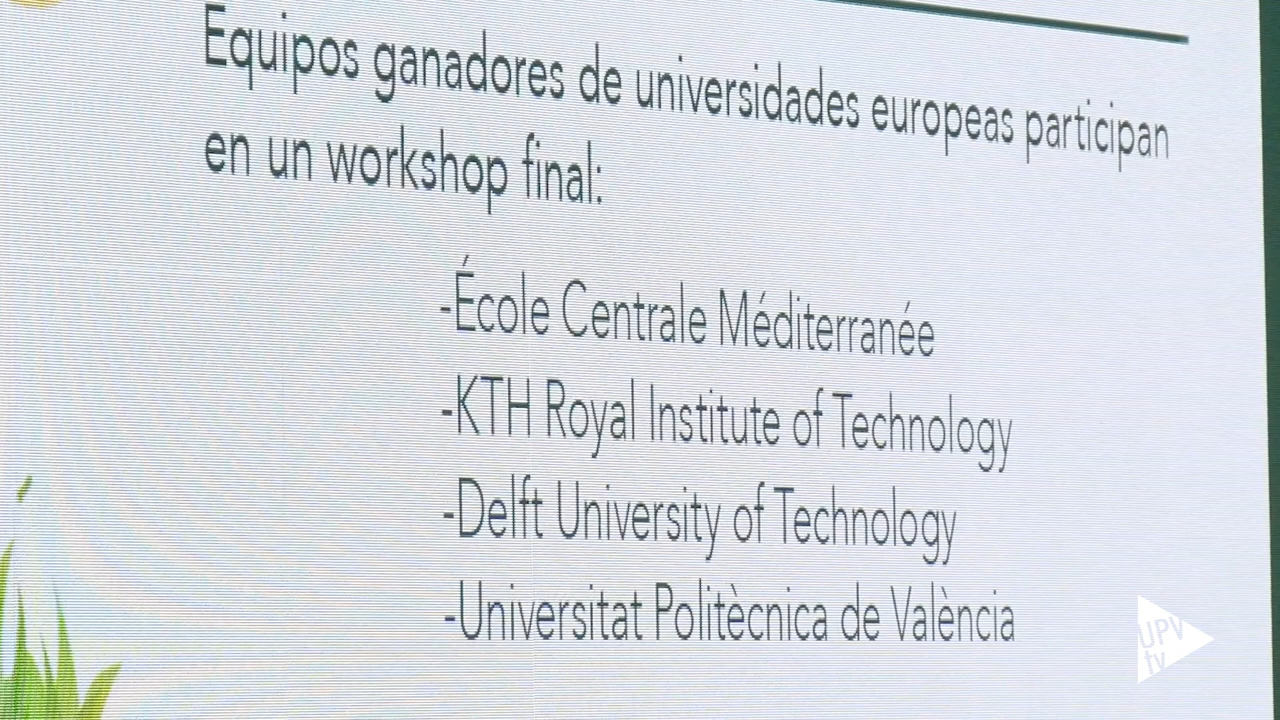 Equipos ganadores de universidades europeas participan
en un workshop final:
-École Centrale Méditerranée
-KTH Royal Institute of Technology
-Delft University of Technology
-Universitat Politècnica de València
UPV
tv